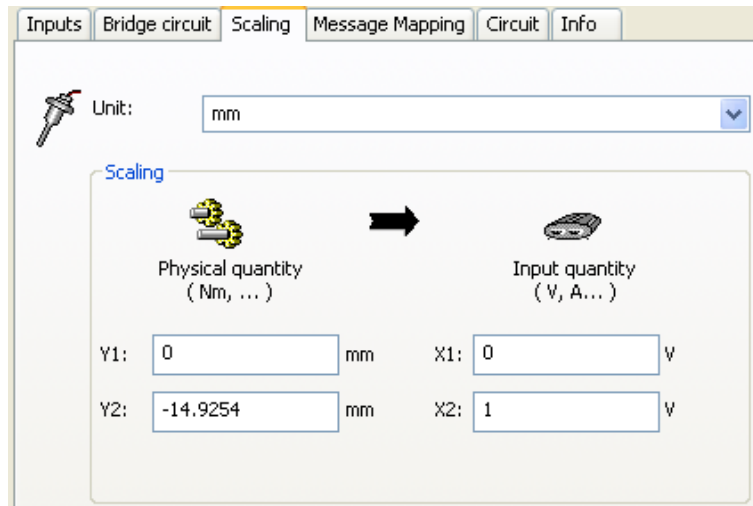 Inputs Bridge circuit Scaling Message Mapping Circuit Info
Unit: mm
Scaling
Physical quantity Input quantity
( Nm, ... ) ( V, A... )
Y1: 0 mm X1: 0 V
Y2: -14.9254 mm X2: 1 V